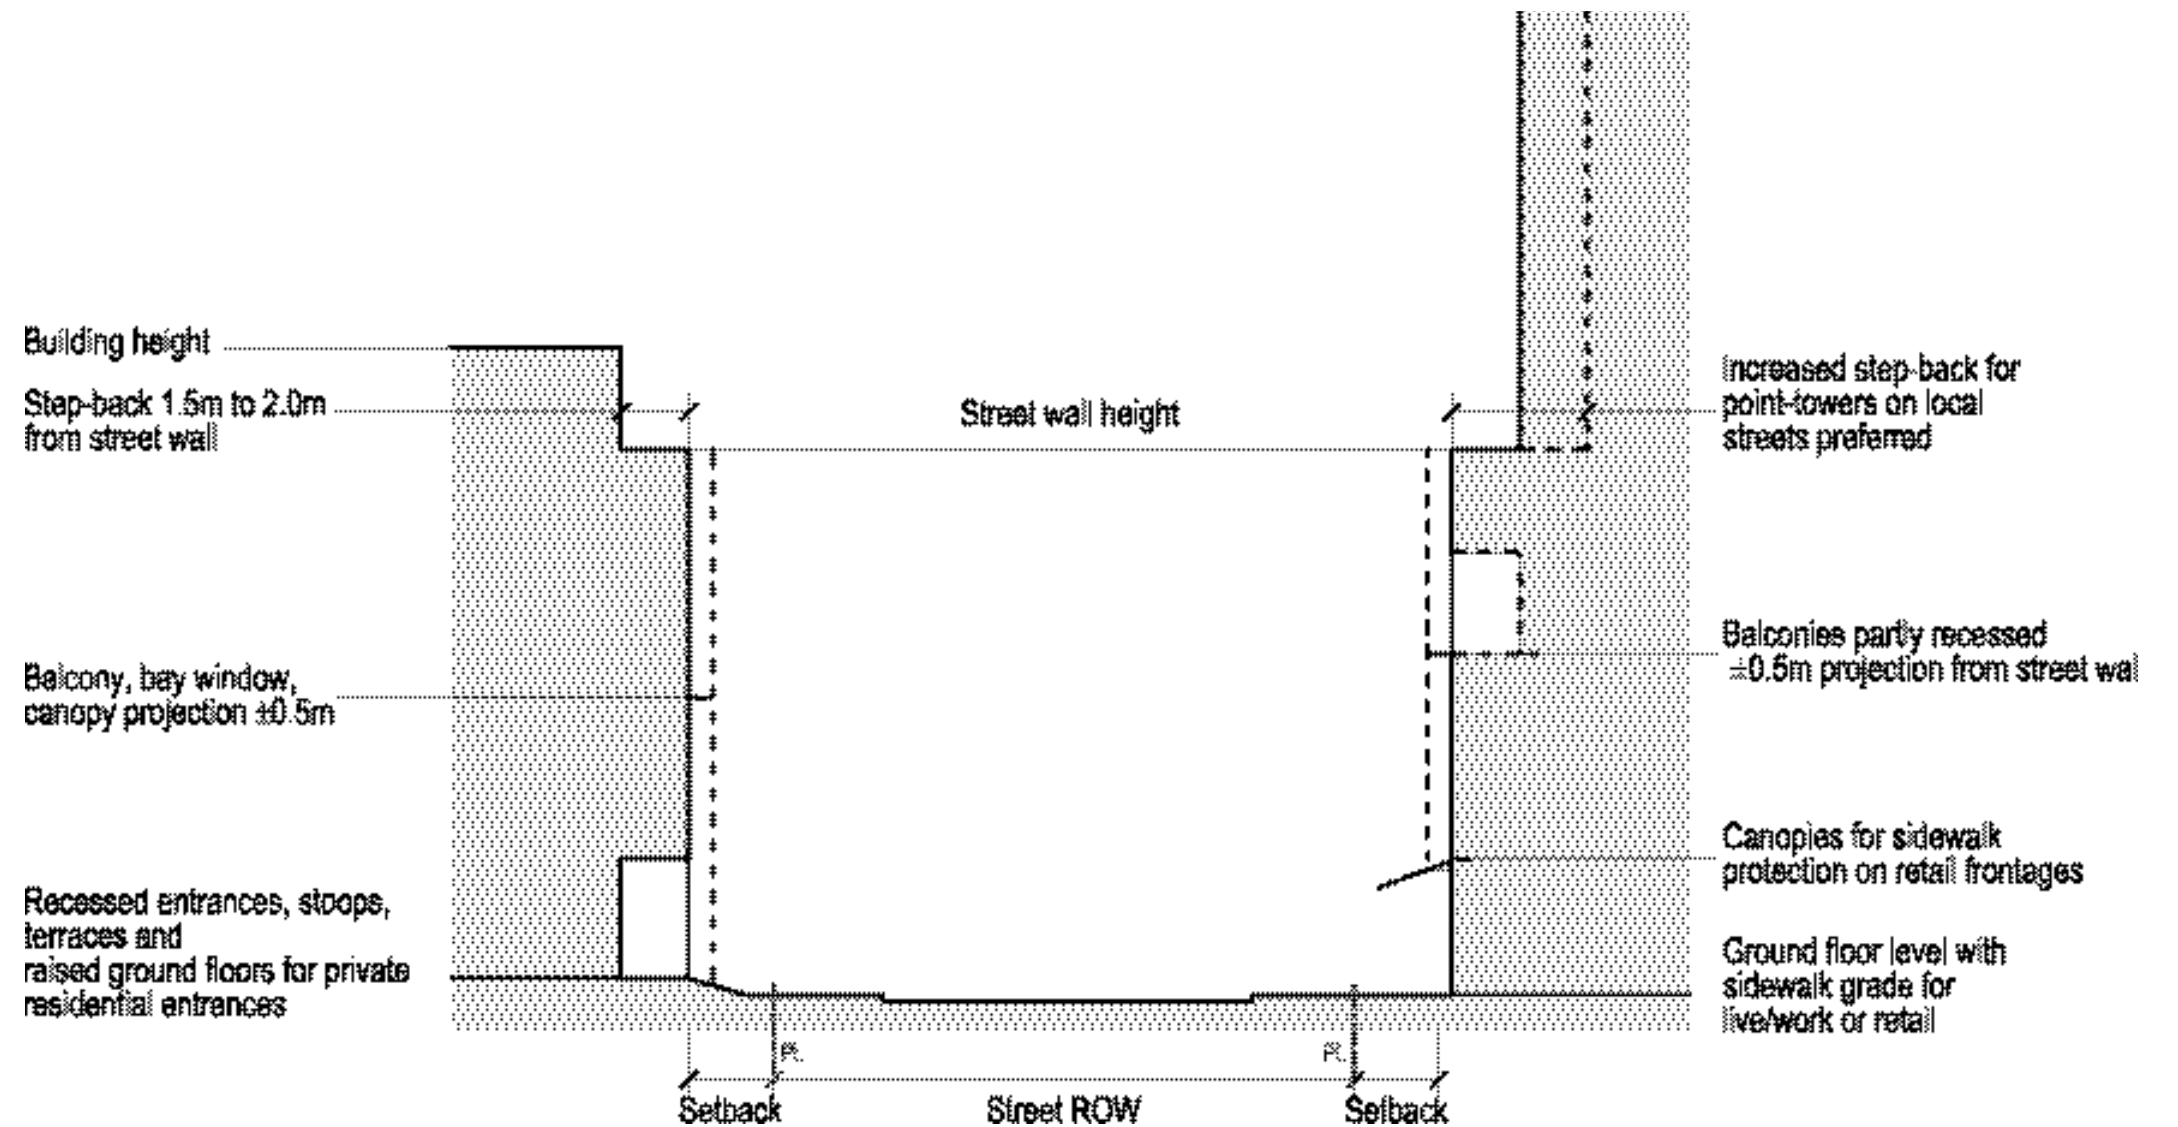 Building height
Step-back 1.5m to 2.0m
from street wall
Street wall height
Increased step-back for
point-towers on local
streets preferred
Balcony, bay window,
canopy projection ±0.5m
Balconies partly recessed
±0.5m projection from street wal
Canopies for sidewalk
protection on retail frontages
Recessed entrances, stoops,
terraces and
raised ground floors for private
residential entrances
Ground floor level with
sidewalk grade for
live/work or retail
Setback
Street ROW
Setback